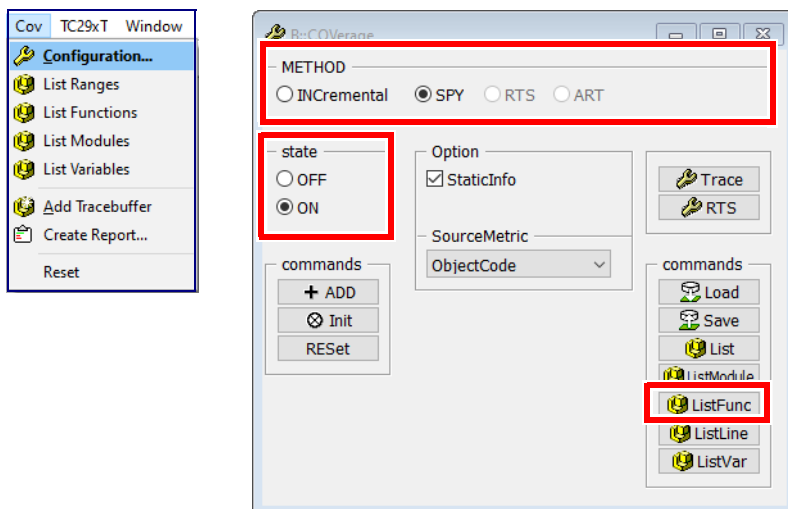 Cov TC29xT Window
Configuration...
List Ranges
List Functions
List Modules
List Variables
Add Tracebuffer
Create Report...
Reset
B::COVerage
METHOD
INCremental SPY RTS ART
state
OFF
ON
Option
StaticInfo
SourceMetric
ObjectCode
Trace
RTS
commands
+ ADD
Init
RESet
commands
Load
Save
List
ListModule
ListFunc
ListLine
ListVar